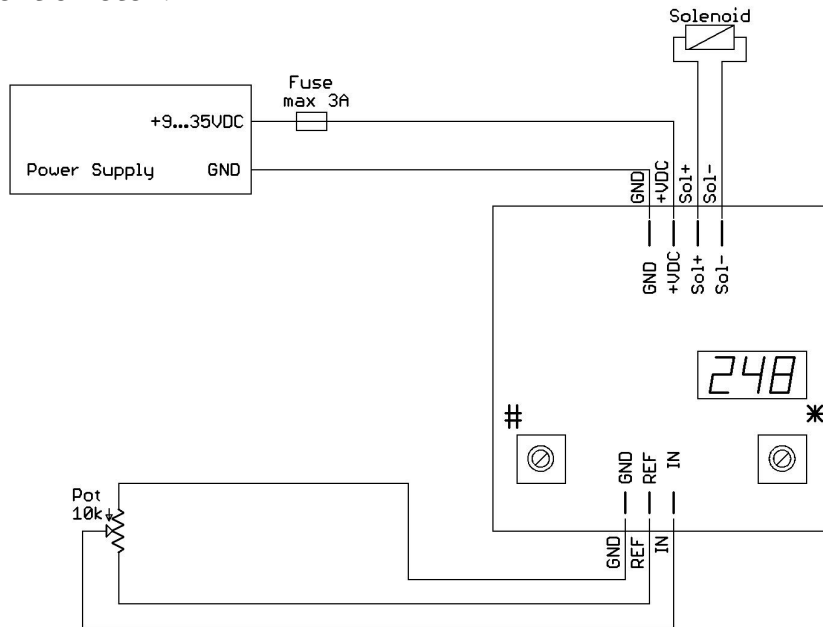 Solenoid
Fuse
max 3A
+9...35VDC
Power Supply GND
GND
+VDC
Sol+
Sol-
GND
+VDC
Sol+
Sol-
248
#
*
GND
REF
IN
Pot
10k
GND
REF
IN